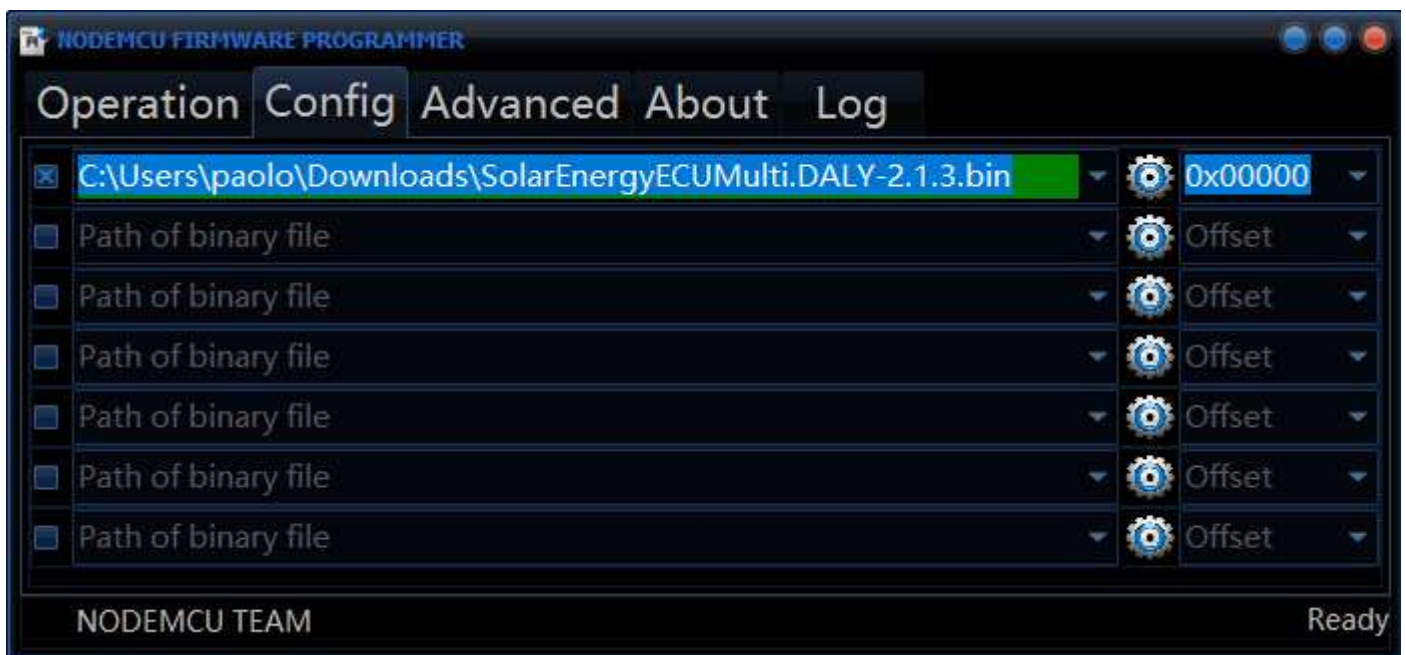 NODEMCU FIRMWARE PROGRAMMER
Operation Config Advanced About Log
C:\Users\paolo\Downloads\SolarEnergyECUMulti.DALY-2.1.3.bin 0x00000
Path of binary file Offset
Path of binary file Offset
Path of binary file Offset
Path of binary file Offset
Path of binary file Offset
Path of binary file Offset
NODEMCU TEAM Ready